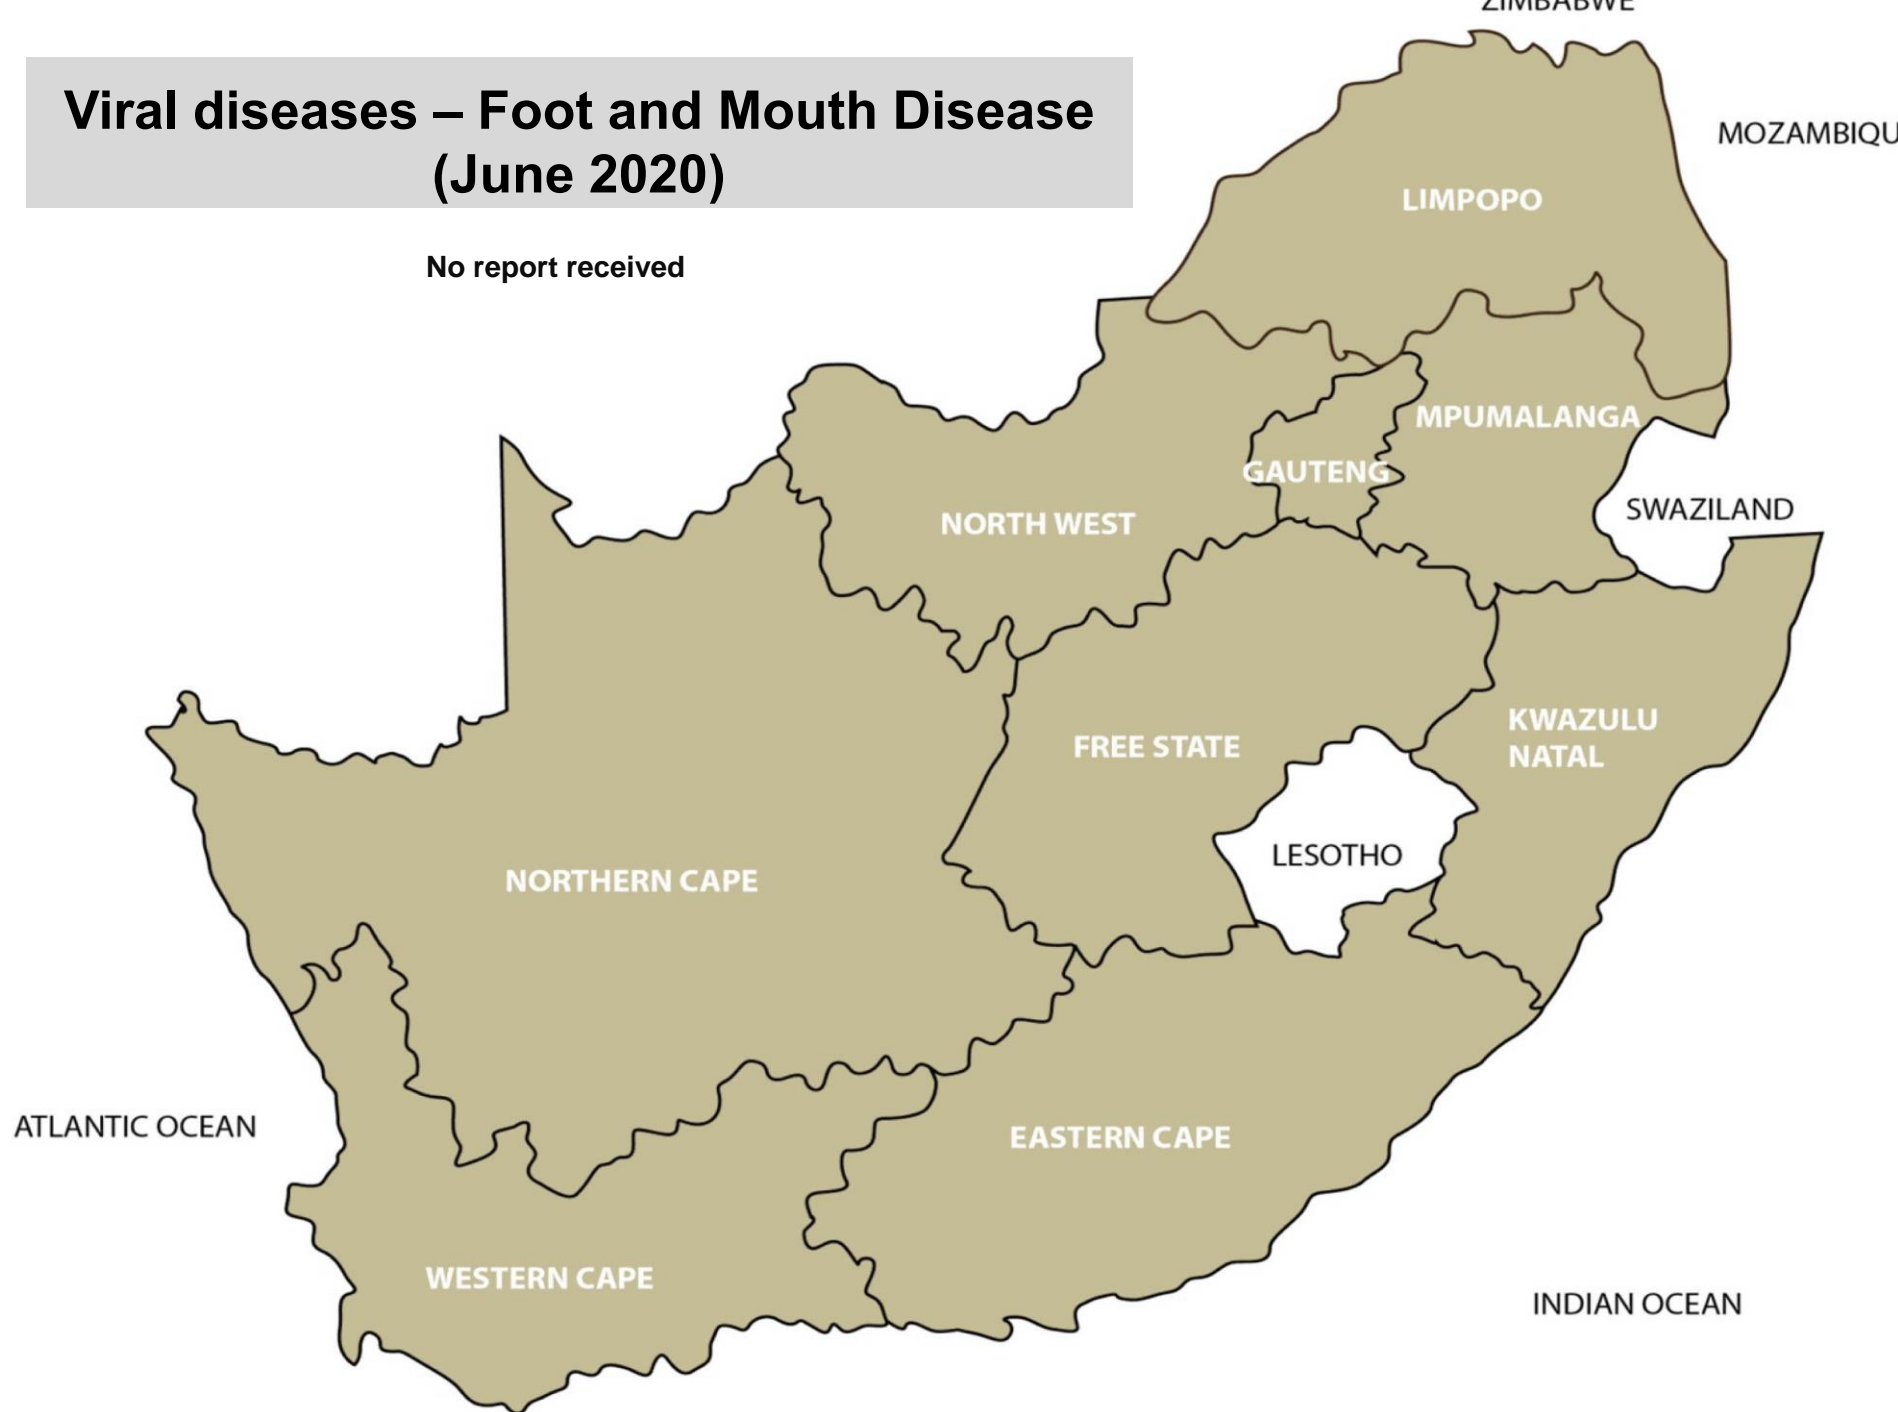 ZIMBABWE
Viral diseases – Foot and Mouth Disease
(June 2020)
MOZAMBIQU
LIMPOPO
No report received
MPUMALANGA
GAUTENG
SWAZILAND
NORTH WEST
KWAZULU
NATAL
FREE STATE
LESOTHO
NORTHERN CAPE
ATLANTIC OCEAN
EASTERN CAPE
WESTERN CAPE
INDIAN OCEAN